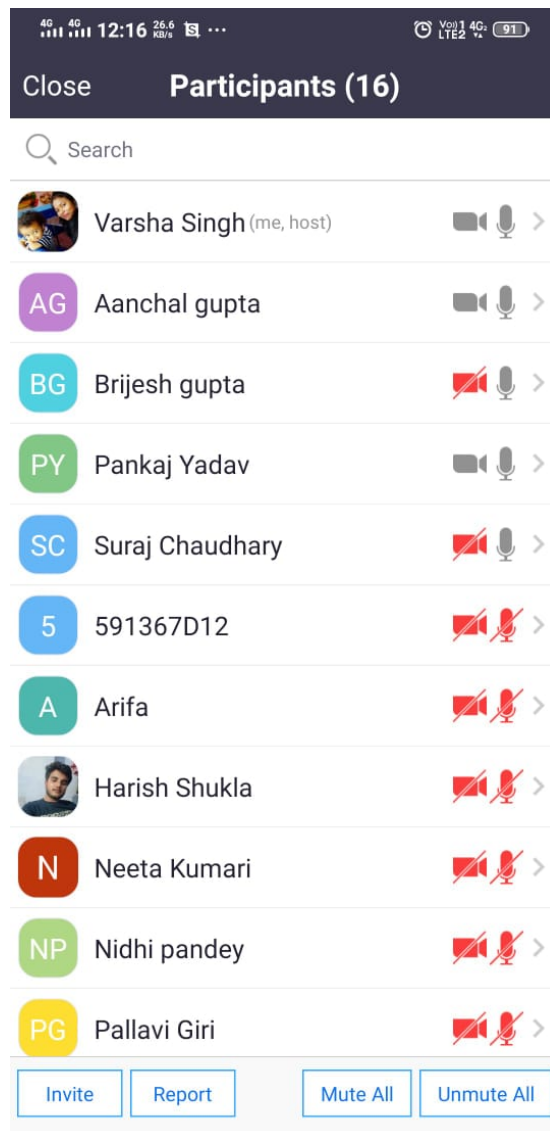 4G 4G 12:16 26.6 KB/s ... Vo)) 1 LTE2 4G2 91
Close Participants (16)
Search
Varsha Singh (me, host)
AG Aanchal gupta
BG Brijesh gupta
PY Pankaj Yadav
SC Suraj Chaudhary
5 591367D12
A Arifa
Harish Shukla
N Neeta Kumari
NP Nidhi pandey
PG Pallavi Giri
Invite Report Mute All Unmute All